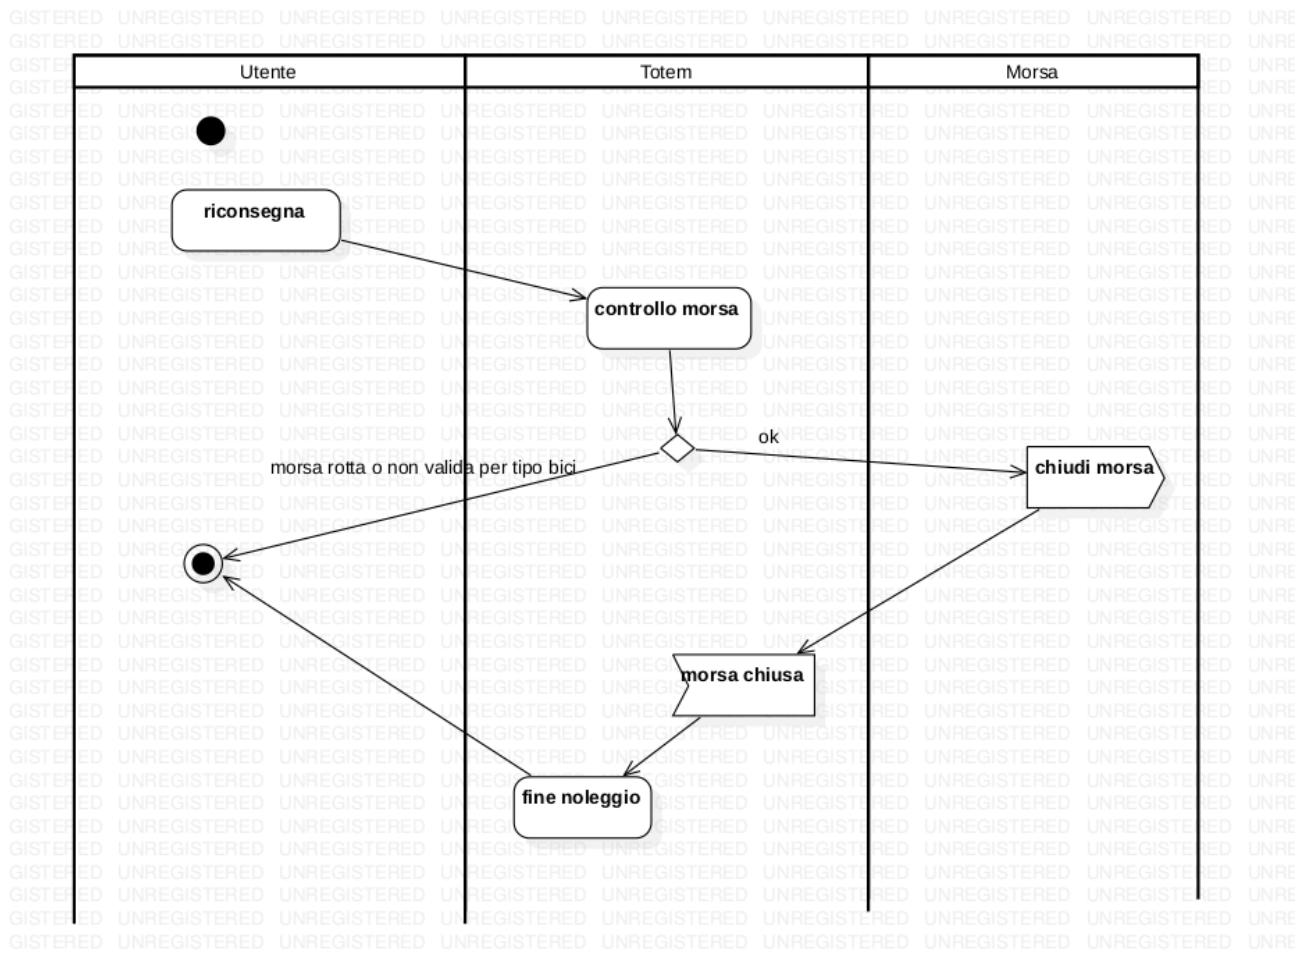 Utente Totem Morsa
riconsegna
controllo morsa
ok
morsa rotta o non valida per tipo bici
chiudi morsa
morsa chiusa
fine noleggio
UNREGISTERED